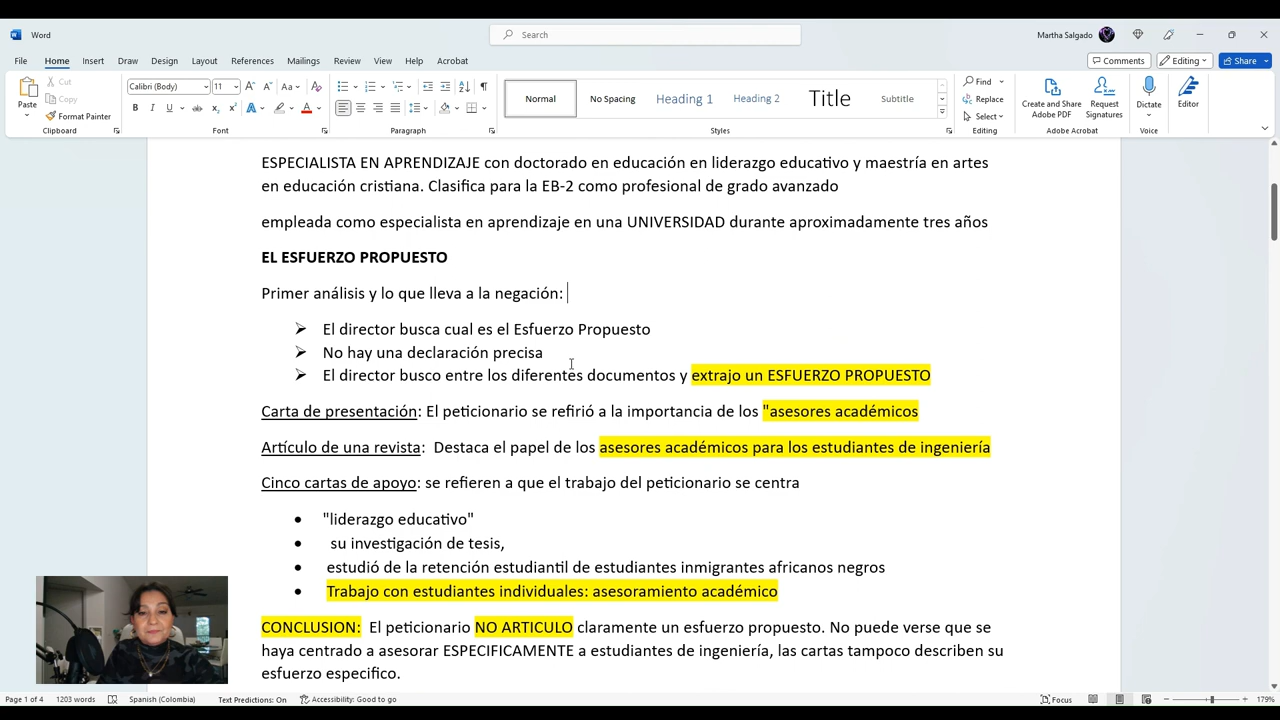 Word
Search
Martha Salgado
File Home Insert Draw Design Layout References Mailings Review View Help Acrobat
Comments Editing Share
Paste
Cut
Copy
Format Painter
Clipboard
Calibri (Body) 11
Font
Paragraph
Normal
No Spacing
Heading 1
Heading 2
Title
Subtitle
Styles
Find
Replace
Select
Editing
Create and Share
Adobe PDF
Request
Signatures
Adobe Acrobat
Dictate
Voice
Editor
ESPECIALISTA EN APRENDIZAJE con doctorado en educación en liderazgo educativo y maestría en artes
en educación cristiana. Clasifica para la EB-2 como profesional de grado avanzado
empleada como especialista en aprendizaje en una UNIVERSIDAD durante aproximadamente tres años
EL ESFUERZO PROPUESTO
Primer análisis y lo que lleva a la negación:
➢ El director busca cual es el Esfuerzo Propuesto
➢ No hay una declaración precisa
➢ El director busco entre los diferentes documentos y extrajo un ESFUERZO PROPUESTO
Carta de presentación: El peticionario se refirió a la importancia de los "asesores académicos
Artículo de una revista: Destaca el papel de los asesores académicos para los estudiantes de ingeniería
Cinco cartas de apoyo: se refieren a que el trabajo del peticionario se centra
• "liderazgo educativo"
• su investigación de tesis,
• estudió de la retención estudiantil de estudiantes inmigrantes africanos negros
• Trabajo con estudiantes individuales: asesoramiento académico
CONCLUSION: El peticionario NO ARTICULO claramente un esfuerzo propuesto. No puede verse que se
haya centrado a asesorar ESPECIFICAMENTE a estudiantes de ingeniería, las cartas tampoco describen su
esfuerzo especifico.
Page 1 of 4 1203 words Spanish (Colombia) Text Predictions: On Accessibility: Good to go Focus 179%